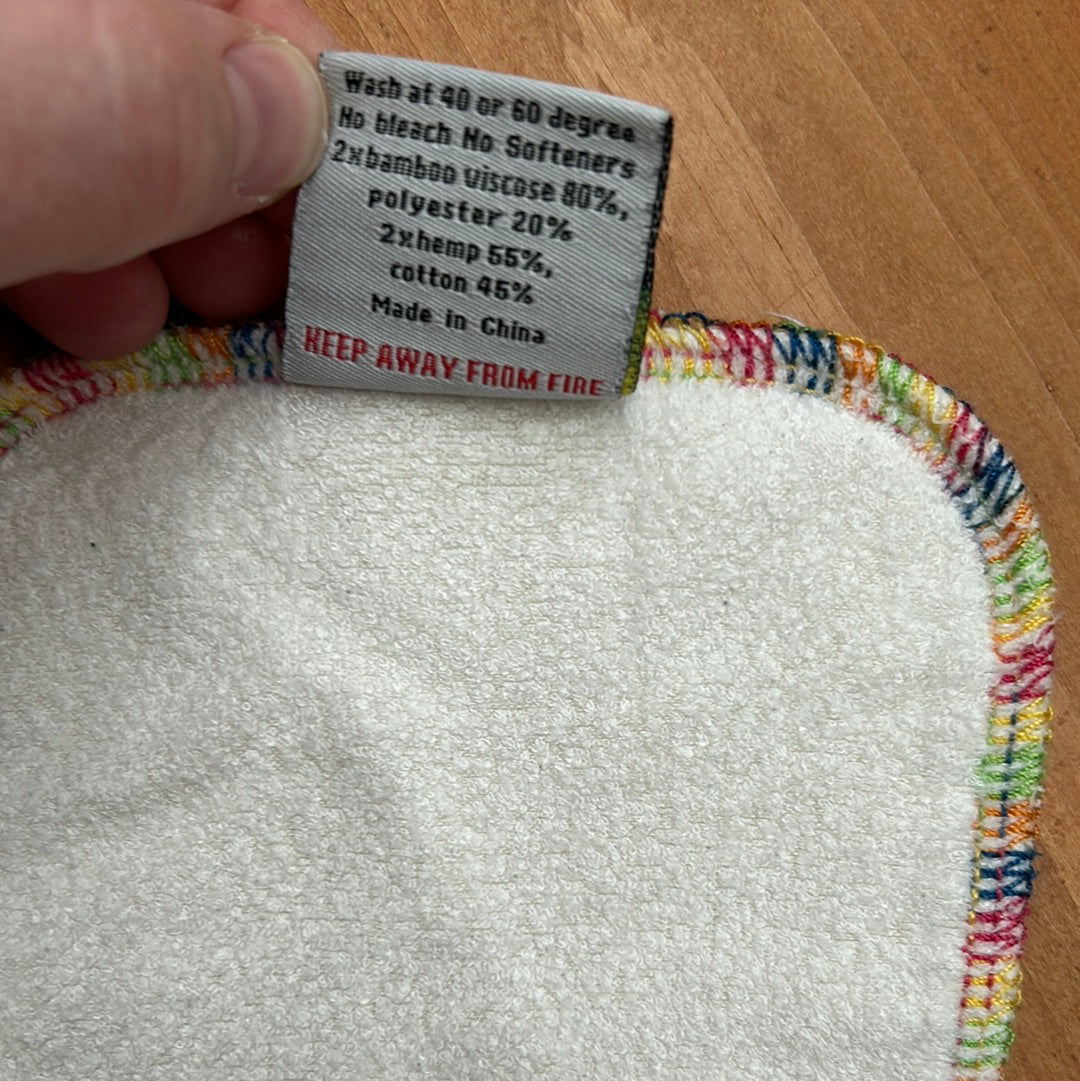 Wash at 40 or 60 degree
No bleach No Softeners
2xbamboo viscose 80%,
polyester 20%
2xhemp 55%,
cotton 45%
Made in China
KEEP AWAY FROM FIRE